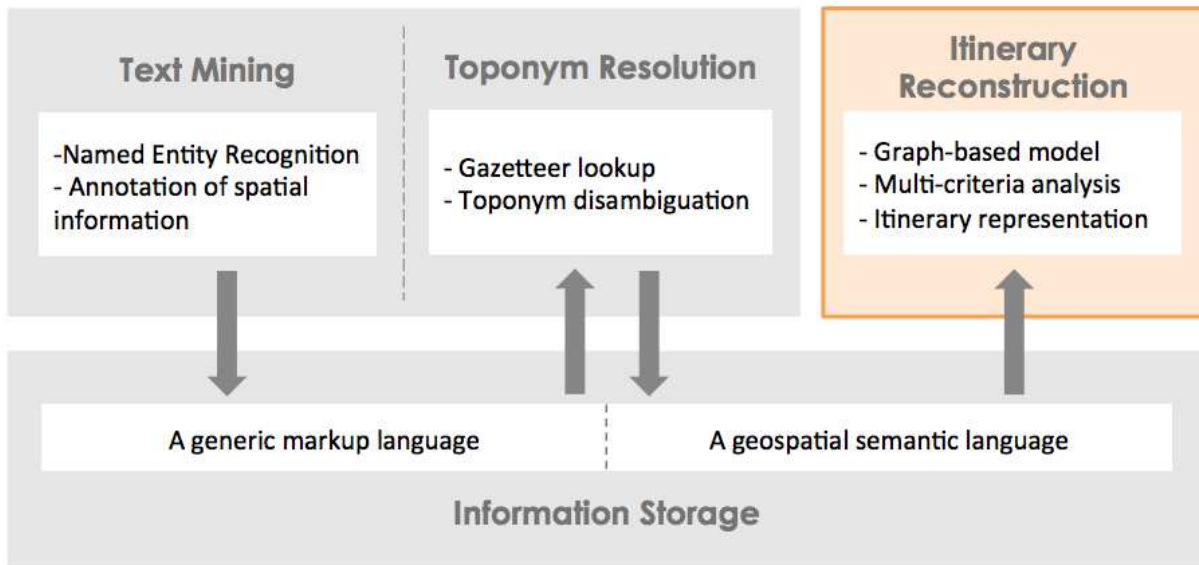 Text Mining
-Named Entity Recognition
- Annotation of spatial
information
Toponym Resolution
- Gazetteer lookup
- Toponym disambiguation
Itinerary
Reconstruction
- Graph-based model
- Multi-criteria analysis
- Itinerary representation
A generic markup language
A geospatial semantic language
Information Storage